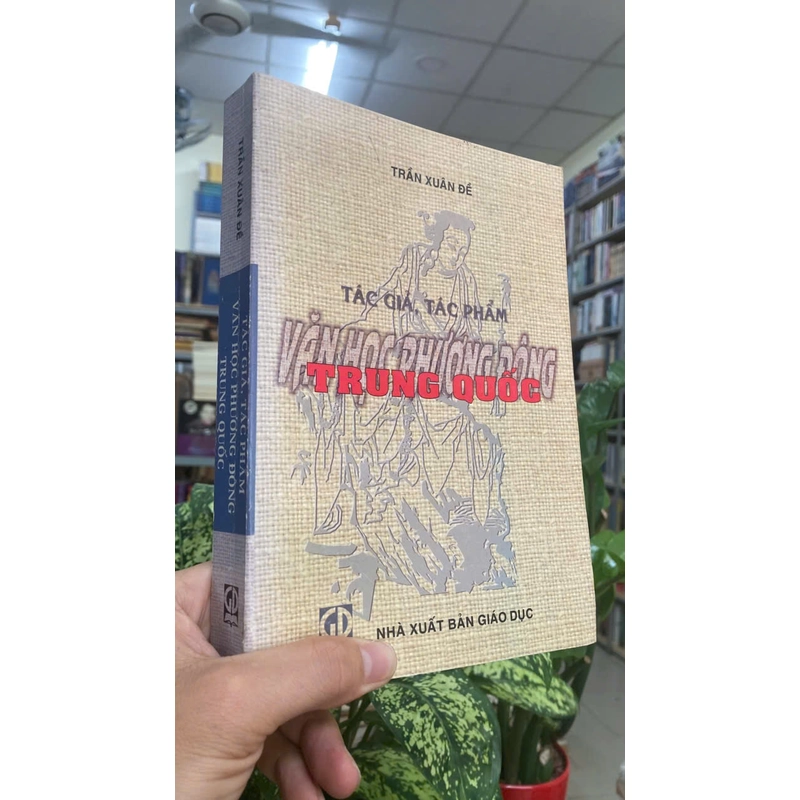 TRẦN XUÂN ĐỀ
TÁC GIẢ, TÁC PHẨM
VĂN HỌC PHƯƠNG ĐÔNG
TRUNG QUỐC
NHÀ XUẤT BẢN GIÁO DỤC
TRẦN XUÂN ĐỀ
TÁC GIẢ, TÁC PHẨM
VĂN HỌC PHƯƠNG ĐÔNG
TRUNG QUỐC